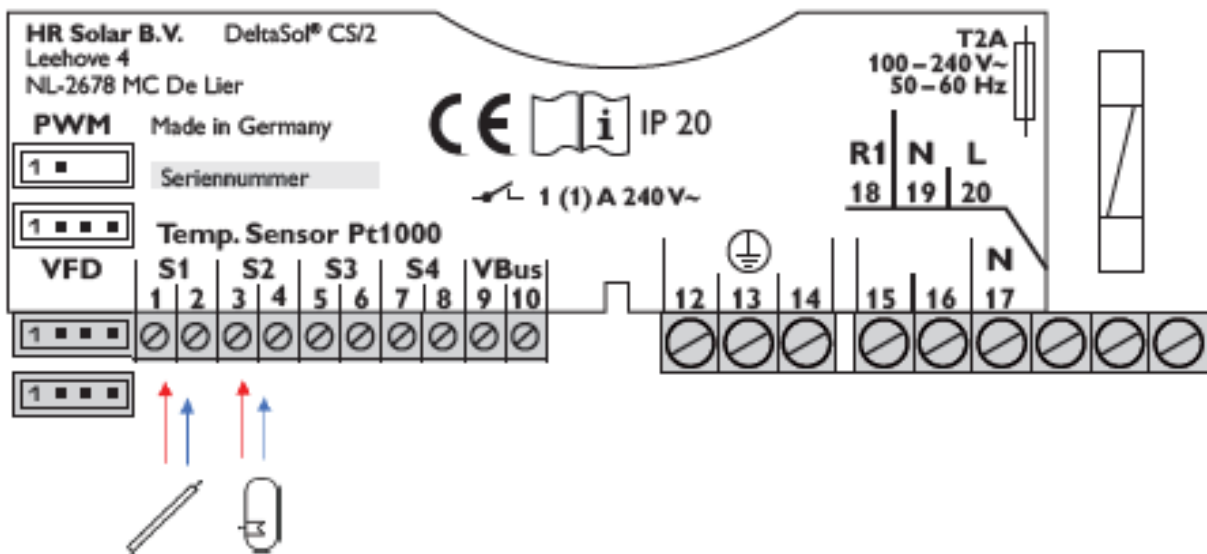 HR Solar B.V. DeltaSol® CS/2
Leehove 4
NL-2678 MC De Lier
T2A
100–240 V~
50–60 Hz
PWM Made in Germany
CE i IP 20
1
Seriennummer
1 (1) A 240 V~
R1 N L
18 19 20
1
Temp. Sensor Pt1000
VFD S1 S2 S3 S4 VBus
N
1 2 3 4 5 6 7 8 9 10 12 13 14 15 16 17
1
1